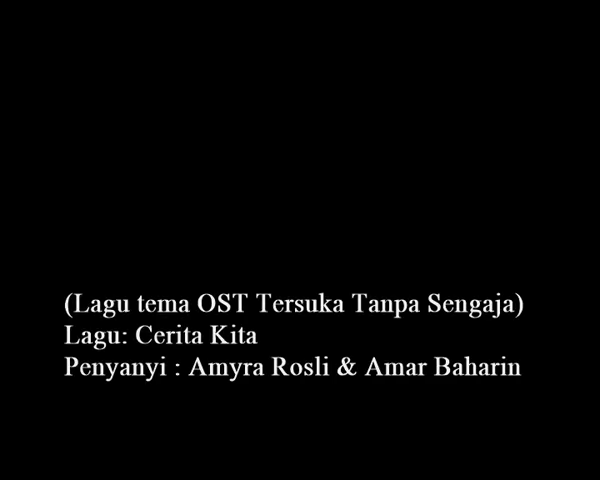 (Lagu tema OST Tersuka Tanpa Sengaja)
Lagu: Cerita Kita
Penyanyi : Amyra Rosli & Amar Baharin